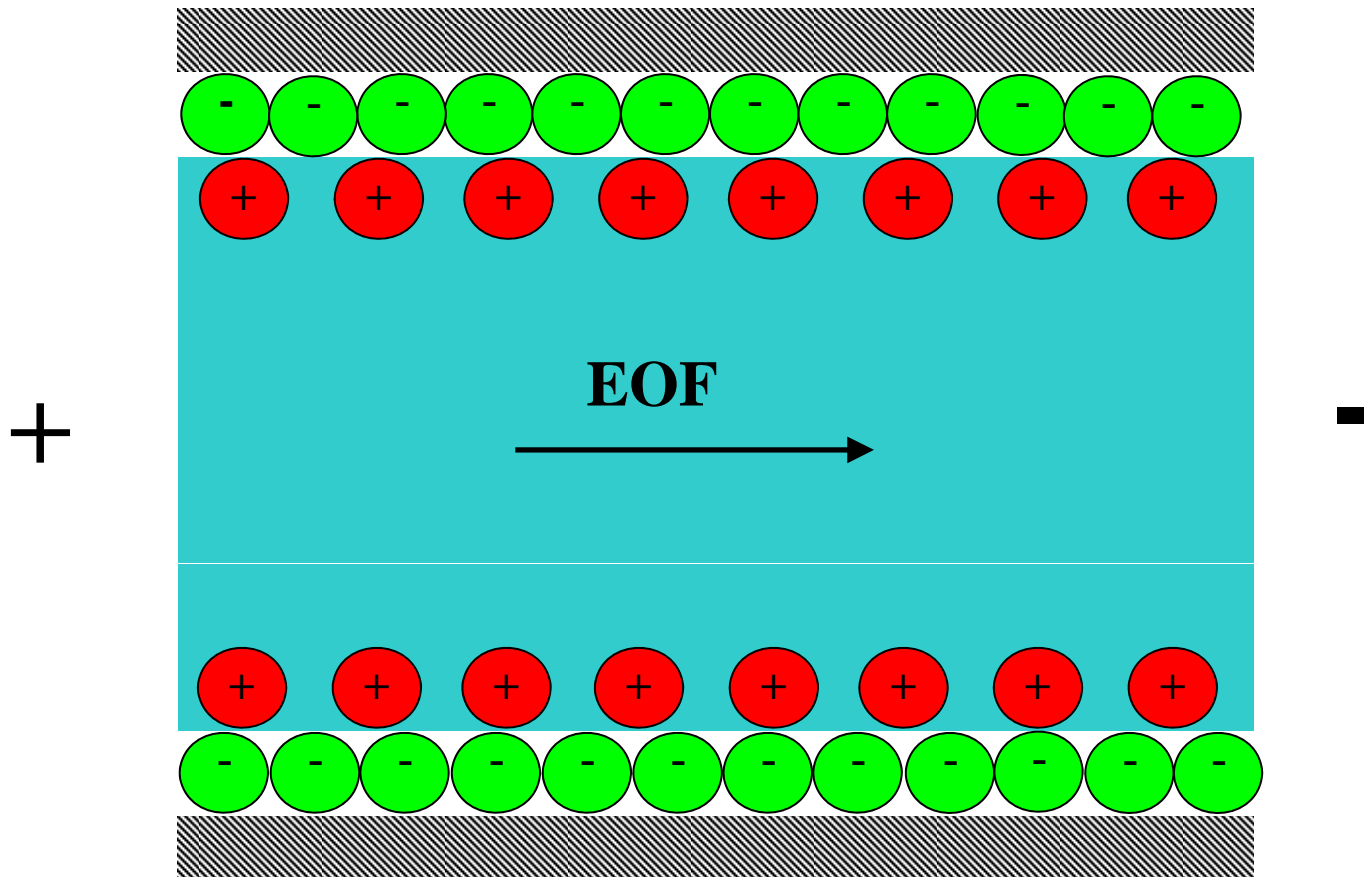 - - - - - - - - - - - -
+ + + + + + + +
EOF
+ -
+ + + + + + + +
- - - - - - - - - - - -